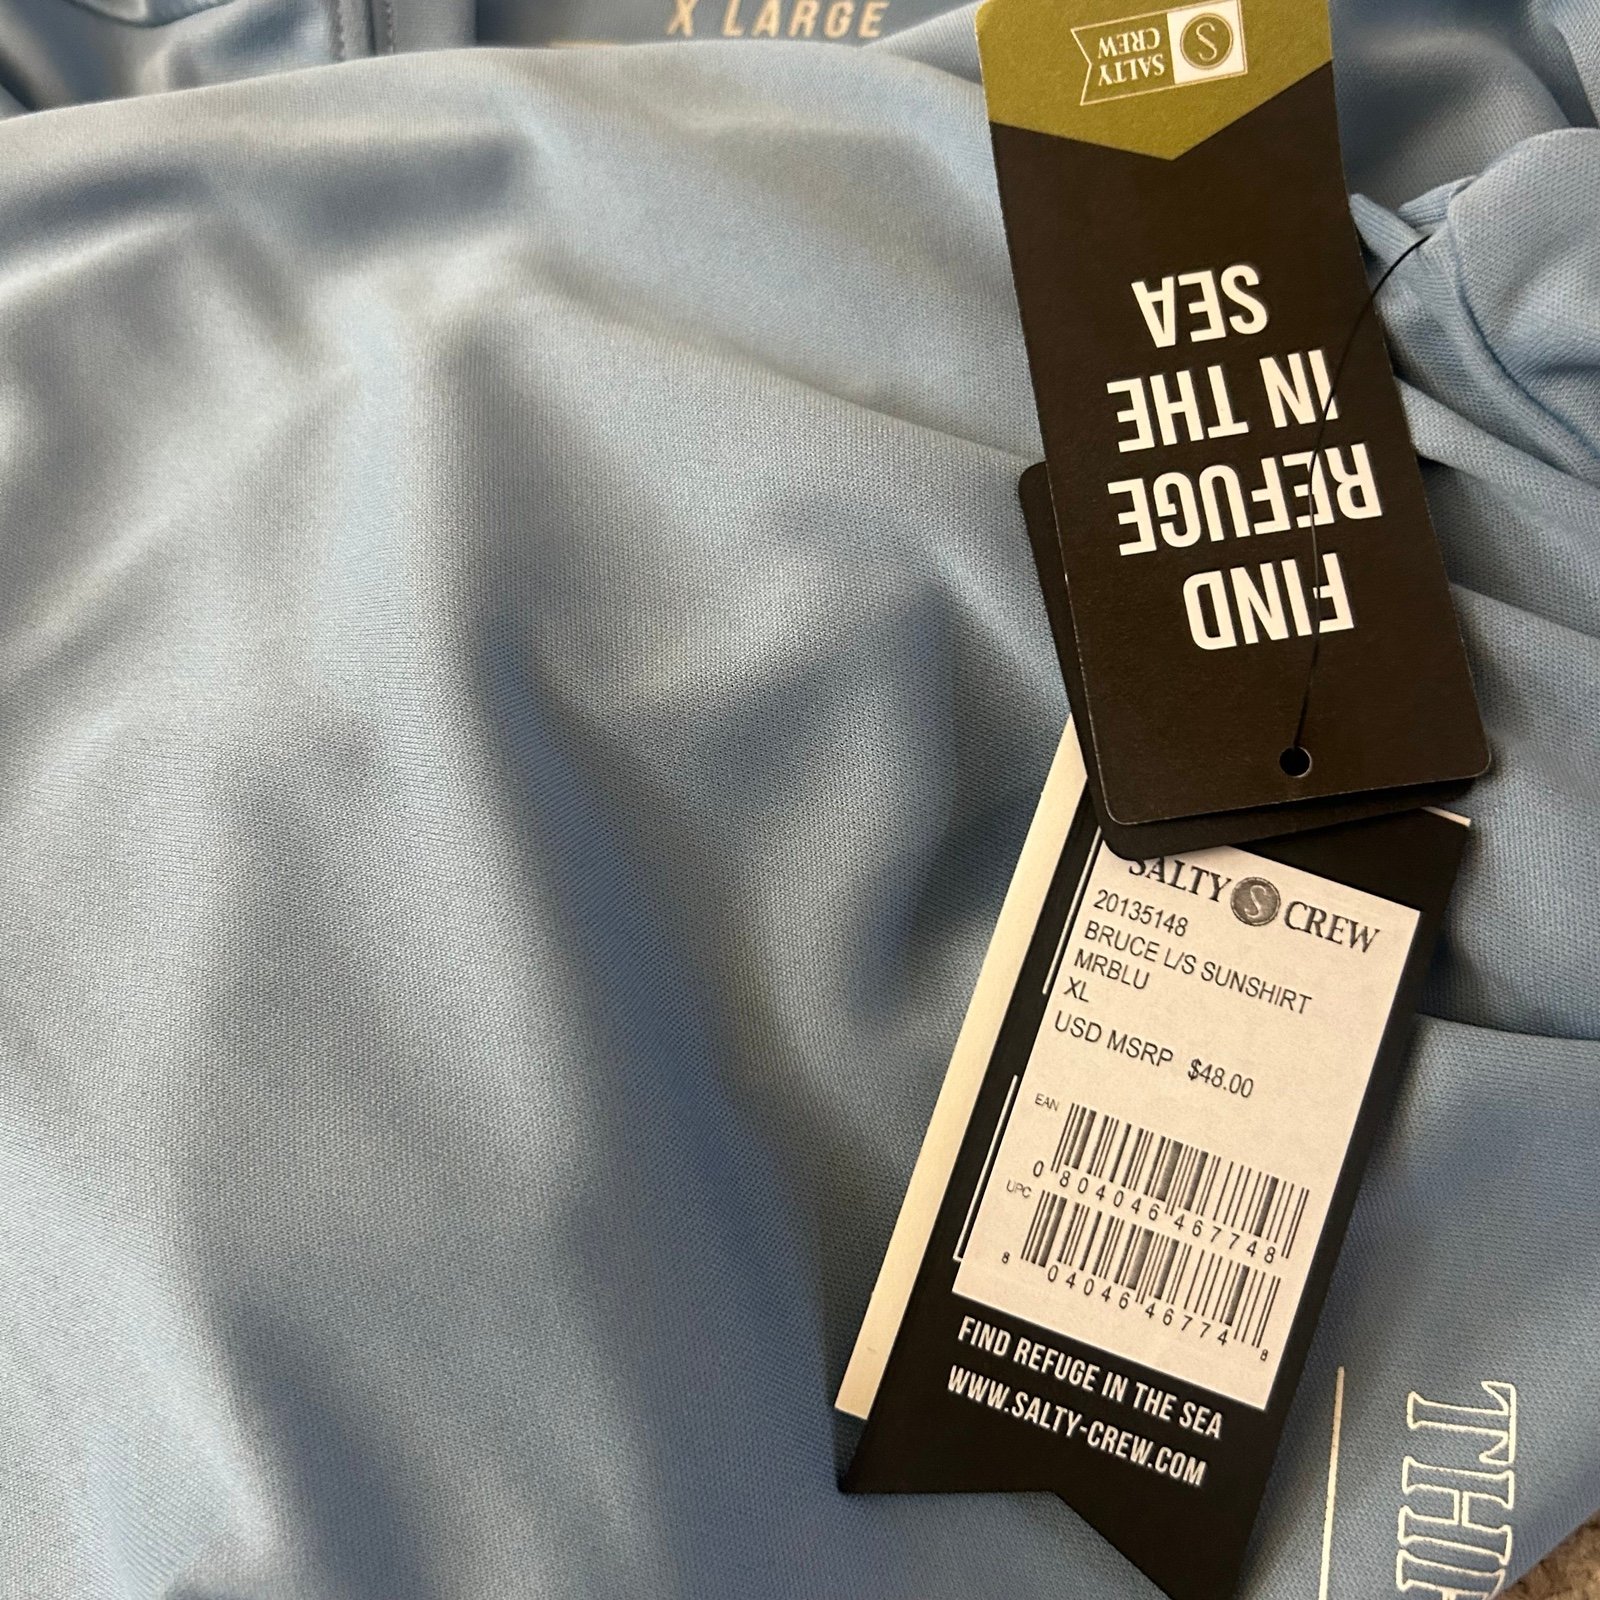 X LARGE
SALTY
CREW
S
FIND
REFUGE
IN THE
SEA
SALTY S CREW
20135148
BRUCE L/S SUNSHIRT
MRBLU
XL
USD MSRP $48.00
EAN
0 804046 467748
UPC
8 04046 46774 8
FIND REFUGE IN THE SEA
WWW.SALTY-CREW.COM